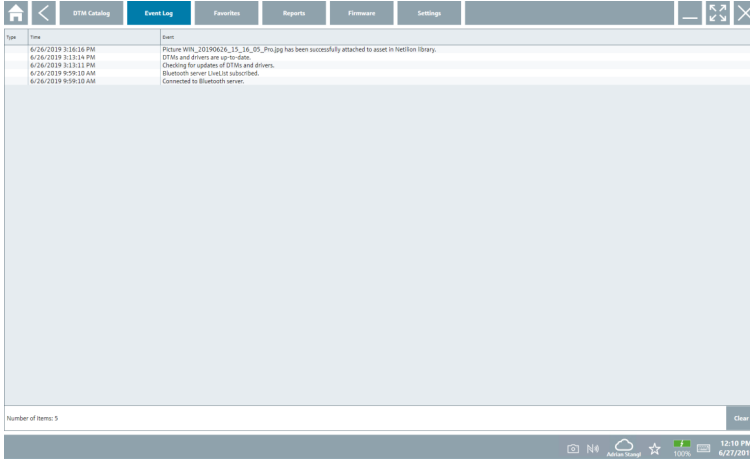 DTM Catalog Event Log Favorites Reports Firmware Settings
Type Time Event
6/26/2019 3:16:16 PM Picture WIN_20190626_15_16_05_Pro.jpg has been successfully attached to asset in Netilion library.
6/26/2019 3:13:14 PM DTMs and drivers are up-to-date.
6/26/2019 3:13:11 PM Checking for updates of DTMs and drivers.
6/26/2019 9:59:10 AM Bluetooth server LiveList subscribed.
6/26/2019 9:59:10 AM Connected to Bluetooth server.
Number of items: 5 Clear
Adrian Stangl 100% 12:10 PM
6/27/201